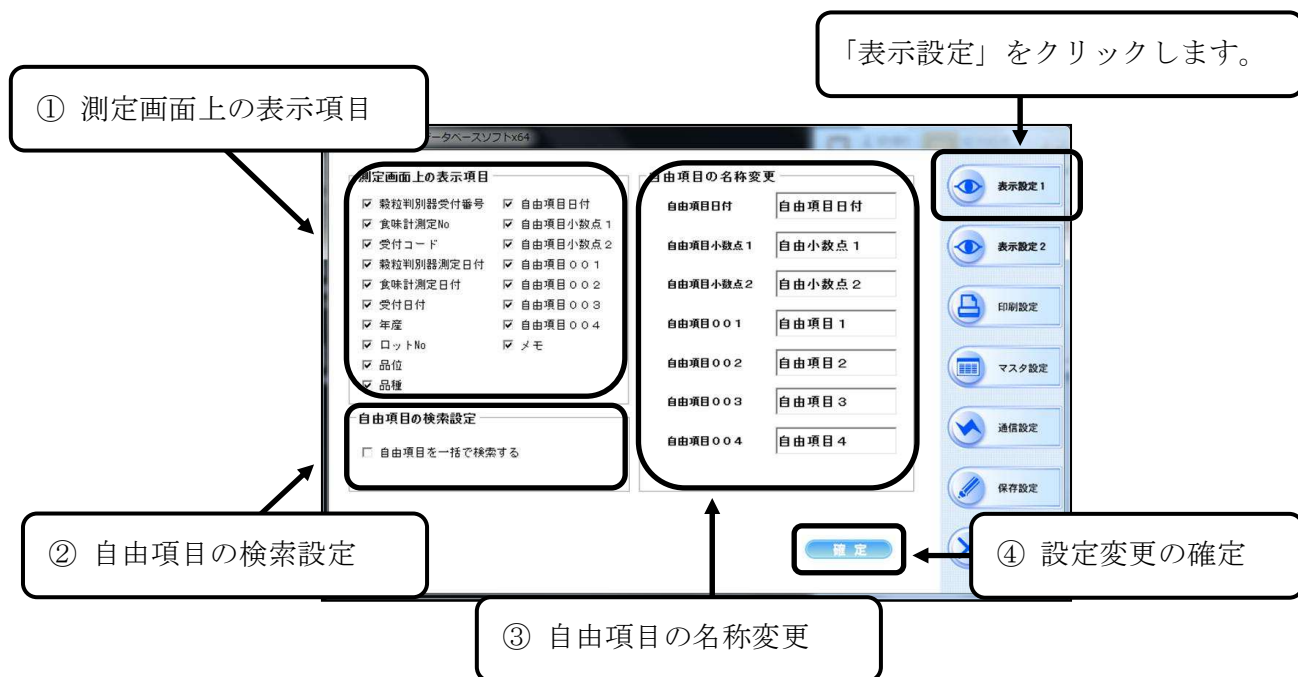 「表示設定」をクリックします。
① 測定画面上の表示項目
データベースソフトx64
測定画面上の表示項目
穀粒判別器受付番号
食味計測定No
受付コード
穀粒判別器測定日付
食味計測定日付
受付日付
年産
ロットNo
品位
品種
自由項目日付
自由項目小数点1
自由項目小数点2
自由項目001
自由項目002
自由項目003
自由項目004
メモ
自由項目の検索設定
自由項目を一括で検索する
自由項目の名称変更
自由項目日付 自由項目日付
自由項目小数点1 自由小数点1
自由項目小数点2 自由小数点2
自由項目001 自由項目1
自由項目002 自由項目2
自由項目003 自由項目3
自由項目004 自由項目4
確定
表示設定1
表示設定2
印刷設定
マスタ設定
通信設定
保存設定
② 自由項目の検索設定
④ 設定変更の確定
③ 自由項目の名称変更